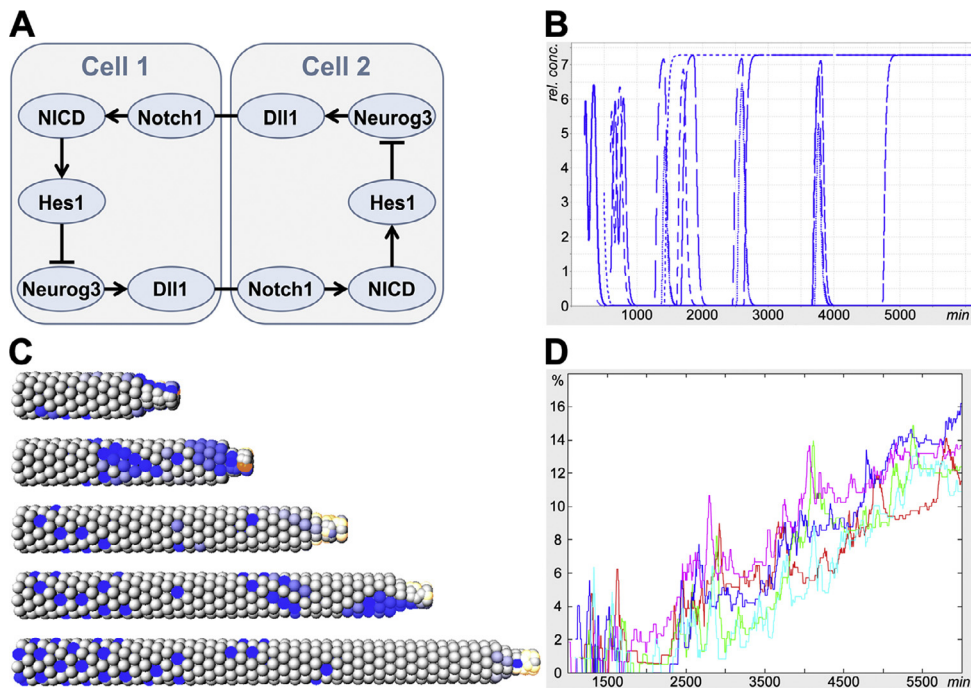 A
Cell 1
Cell 2
NICD
Notch1
Dll1
Neurog3
Hes1
Hes1
Neurog3
Dll1
Notch1
NICD
B
rel. conc.
7
6
5
4
3
2
1
0
1000
2000
3000
4000
5000
min
C
D
%
16
14
12
10
8
6
4
2
0
1500
2500
3500
4500
5500
min